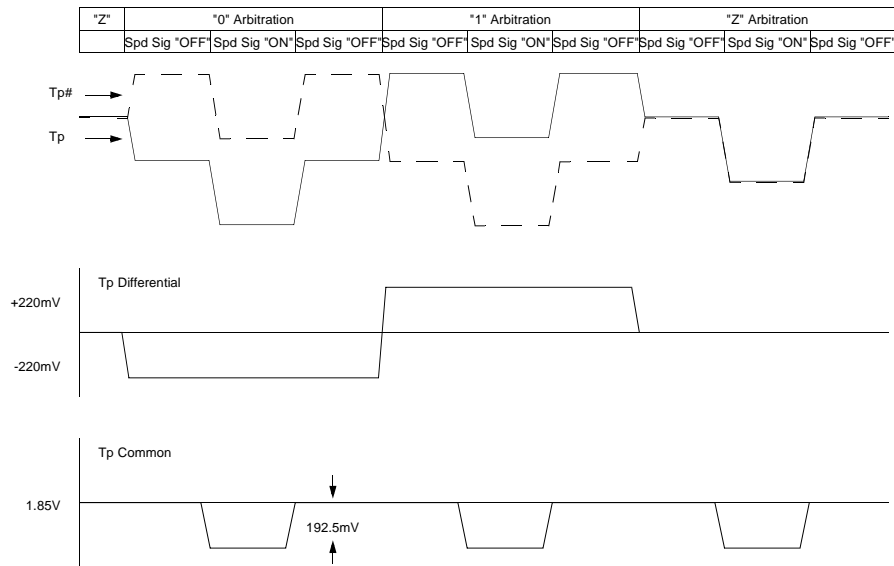 "Z" "0" Arbitration "1" Arbitration "Z" Arbitration
Spd Sig "OFF" Spd Sig "ON" Spd Sig "OFF" Spd Sig "OFF" Spd Sig "ON" Spd Sig "OFF" Spd Sig "OFF" Spd Sig "ON" Spd Sig "OFF"
Tp#
Tp
Tp Differential
+220mV
-220mV
Tp Common
1.85V
192.5mV